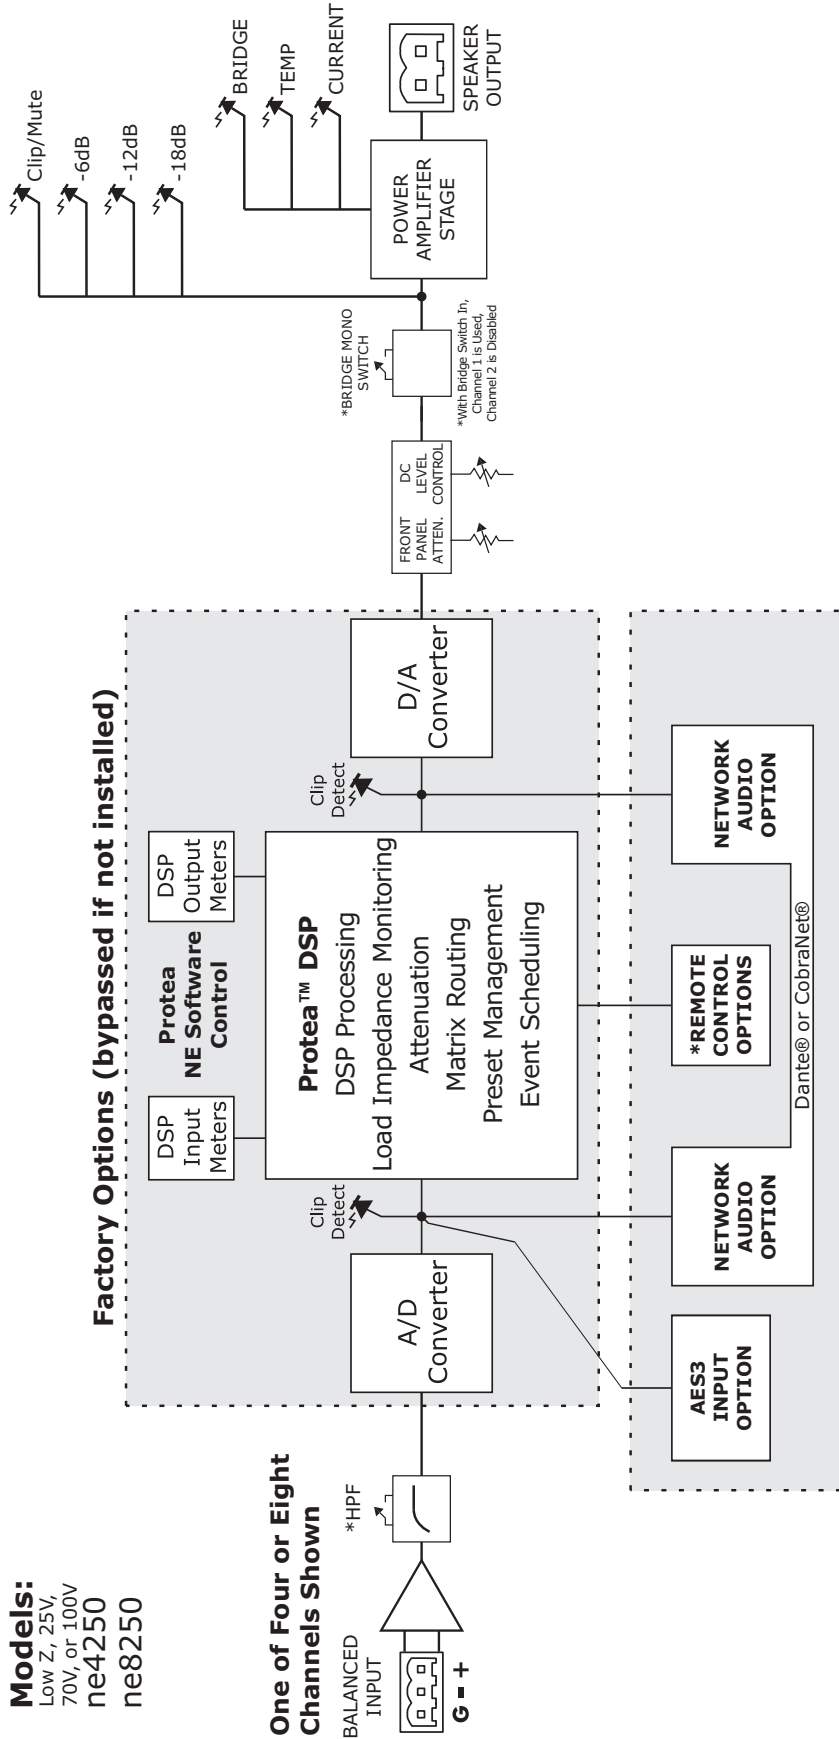 Models:
Low Z, 25V,
70V, or 100V
ne4250
ne8250
One of Four or Eight
Channels Shown
BALANCED
INPUT
G - +
*HPF
Factory Options (bypassed if not installed)
A/D
Converter
Clip
Detect
DSP
Input
Meters
Protea
NE Software
Control
DSP
Output
Meters
Protea™ DSP
DSP Processing
Load Impedance Monitoring
Attenuation
Matrix Routing
Preset Management
Event Scheduling
Clip
Detect
D/A
Converter
AES3
INPUT
OPTION
NETWORK
AUDIO
OPTION
*REMOTE
CONTROL
OPTIONS
NETWORK
AUDIO
OPTION
Dante® or CobraNet®
FRONT
PANEL
ATTEN.
DC
LEVEL
CONTROL
*BRIDGE MONO
SWITCH
*With Bridge Switch In,
Channel 1 is Used,
Channel 2 is Disabled
Clip/Mute
-6dB
-12dB
-18dB
BRIDGE
TEMP
CURRENT
POWER
AMPLIFIER
STAGE
SPEAKER
OUTPUT